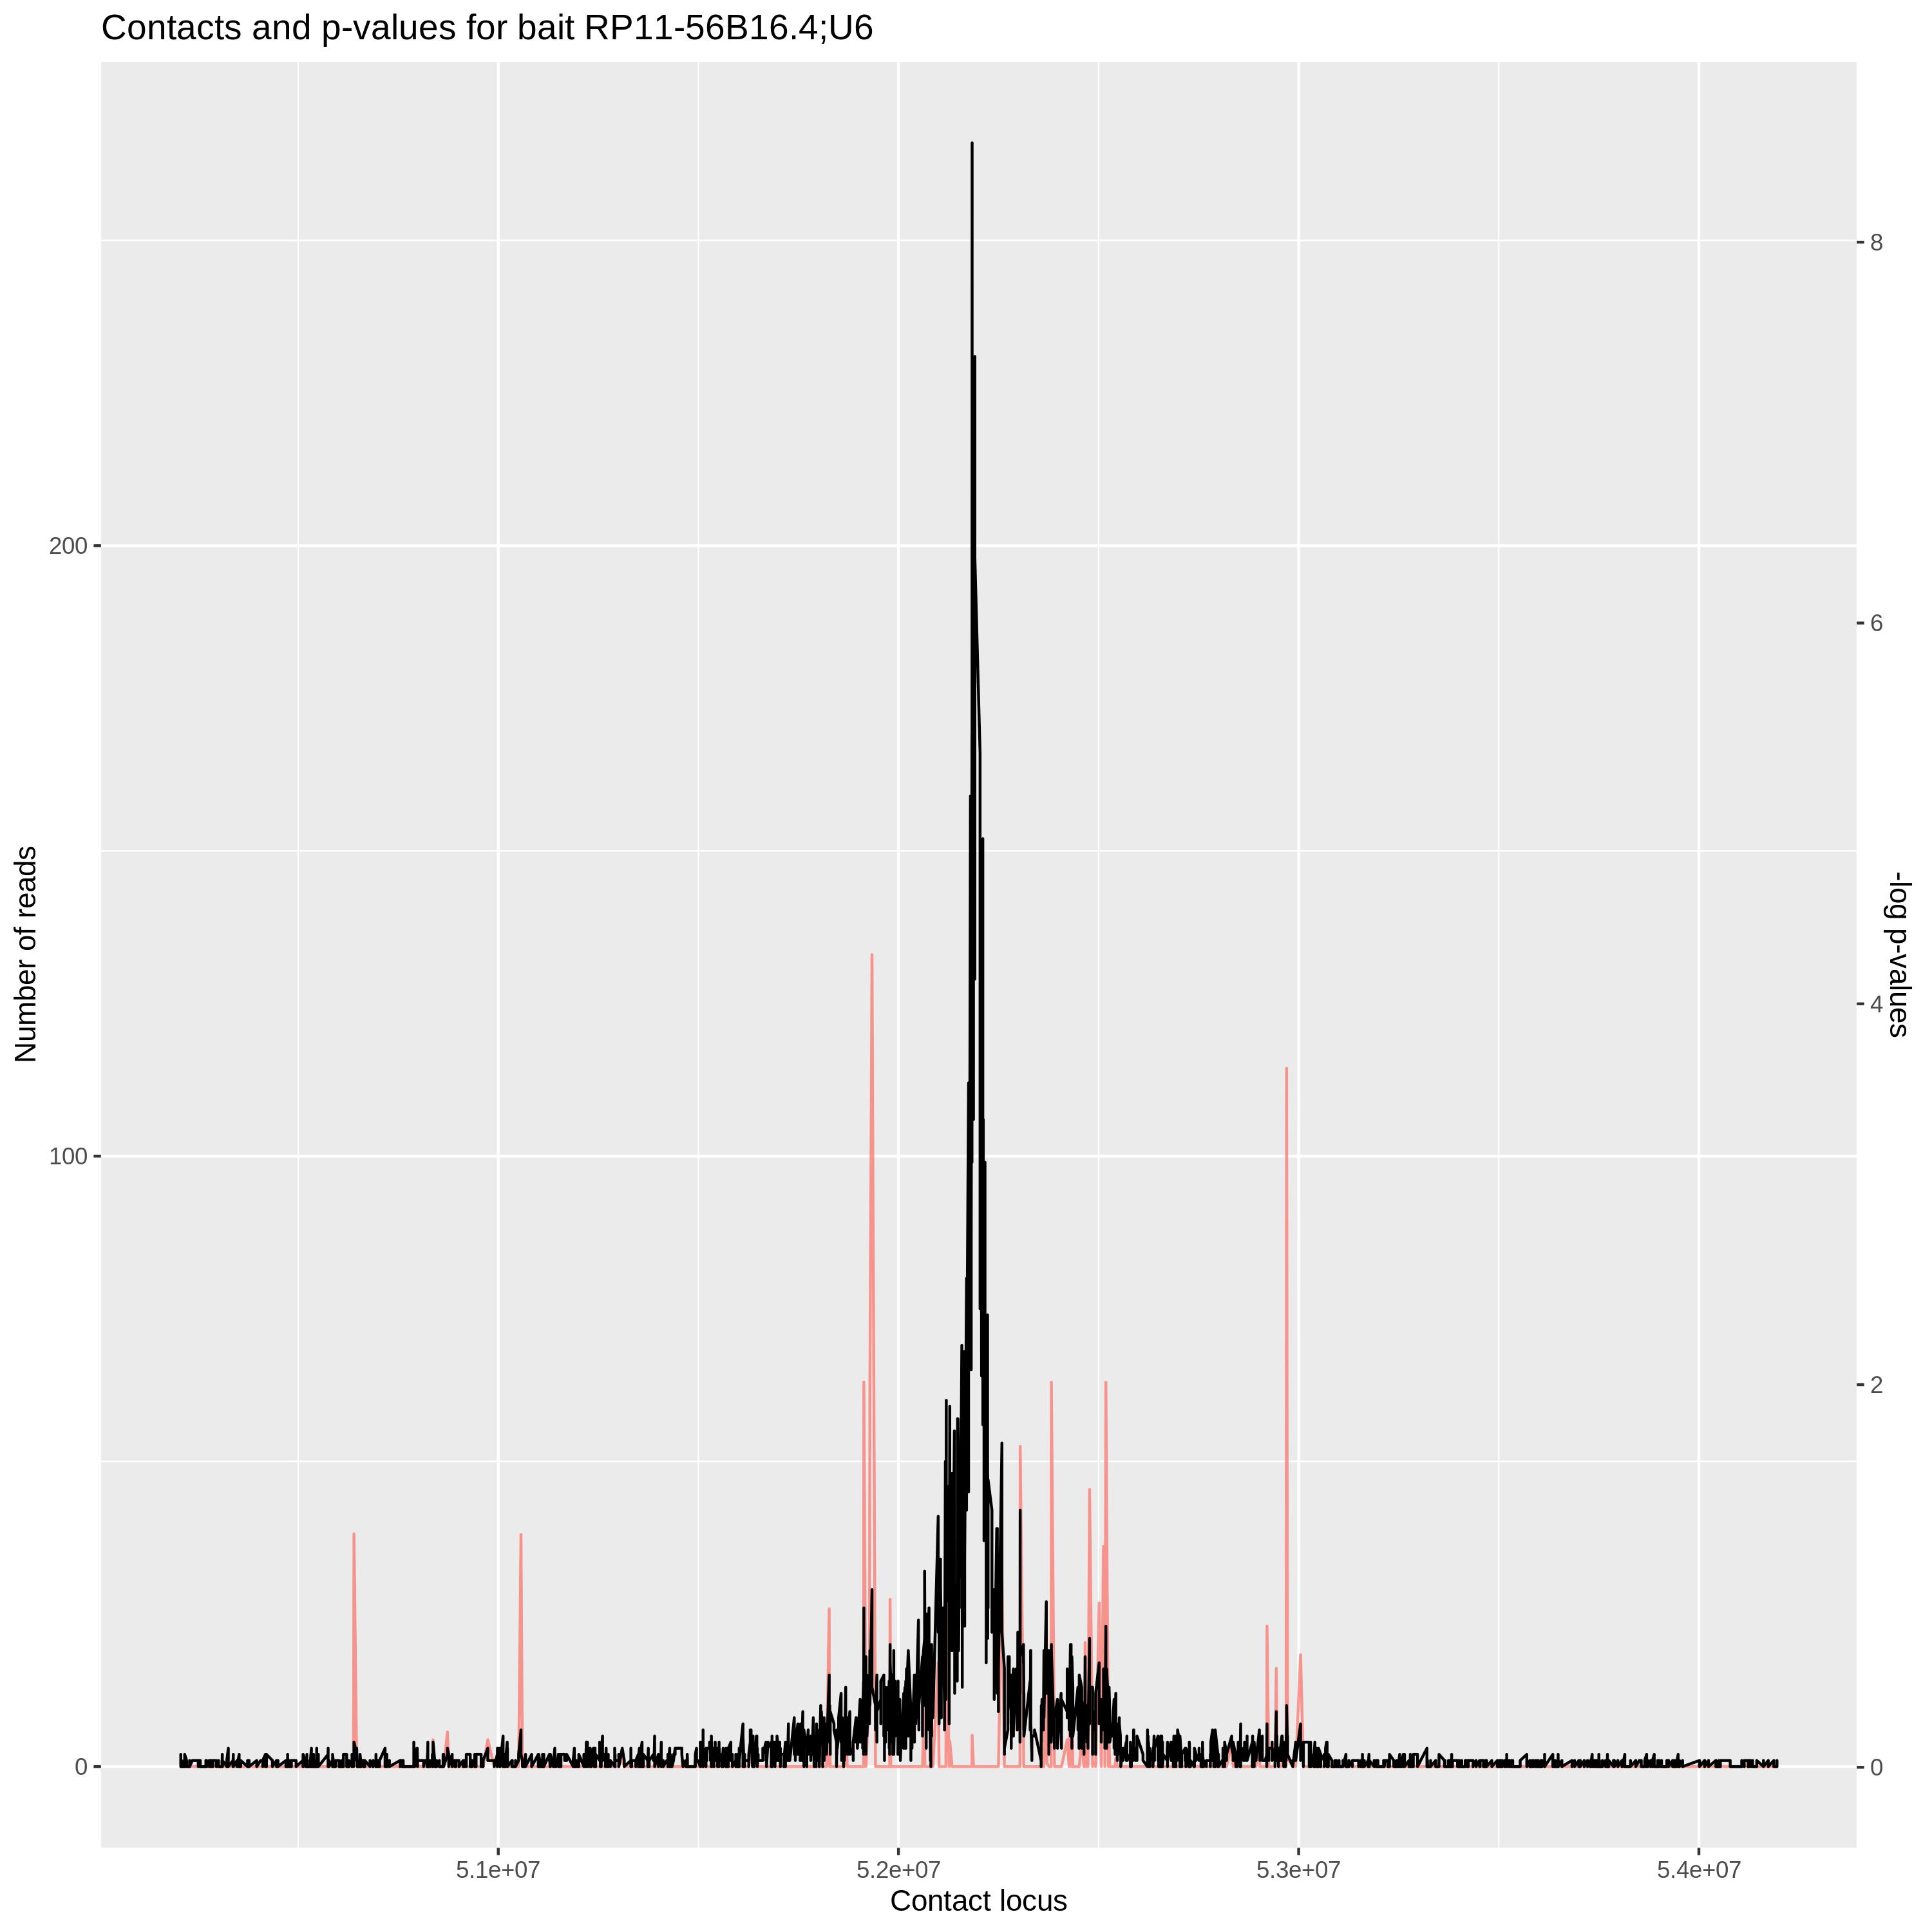 Contacts and p-values for bait RP11-56B16.4;U6
Number of reads
200
100
0
8
6
4
2
0
-log p-values
5.1e+07 5.2e+07 5.3e+07 5.4e+07
Contact locus